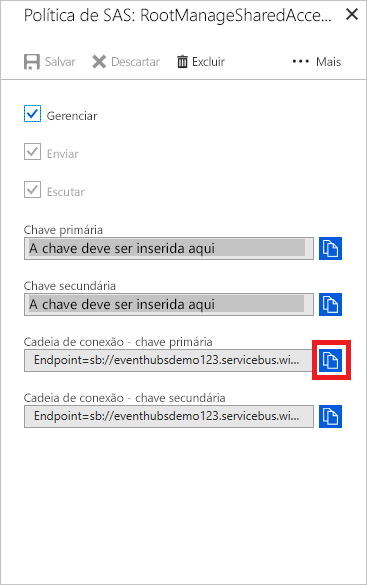 Política de SAS: RootManageSharedAcce...
Salvar Descartar Excluir ... Mais
Gerenciar
Enviar
Escutar
Chave primária
A chave deve ser inserida aqui
Chave secundária
A chave deve ser inserida aqui
Cadeia de conexão - chave primária
Endpoint=sb://eventhubsdemo123.servicebus.wi...
Cadeia de conexão - chave secundária
Endpoint=sb://eventhubsdemo123.servicebus.wi...